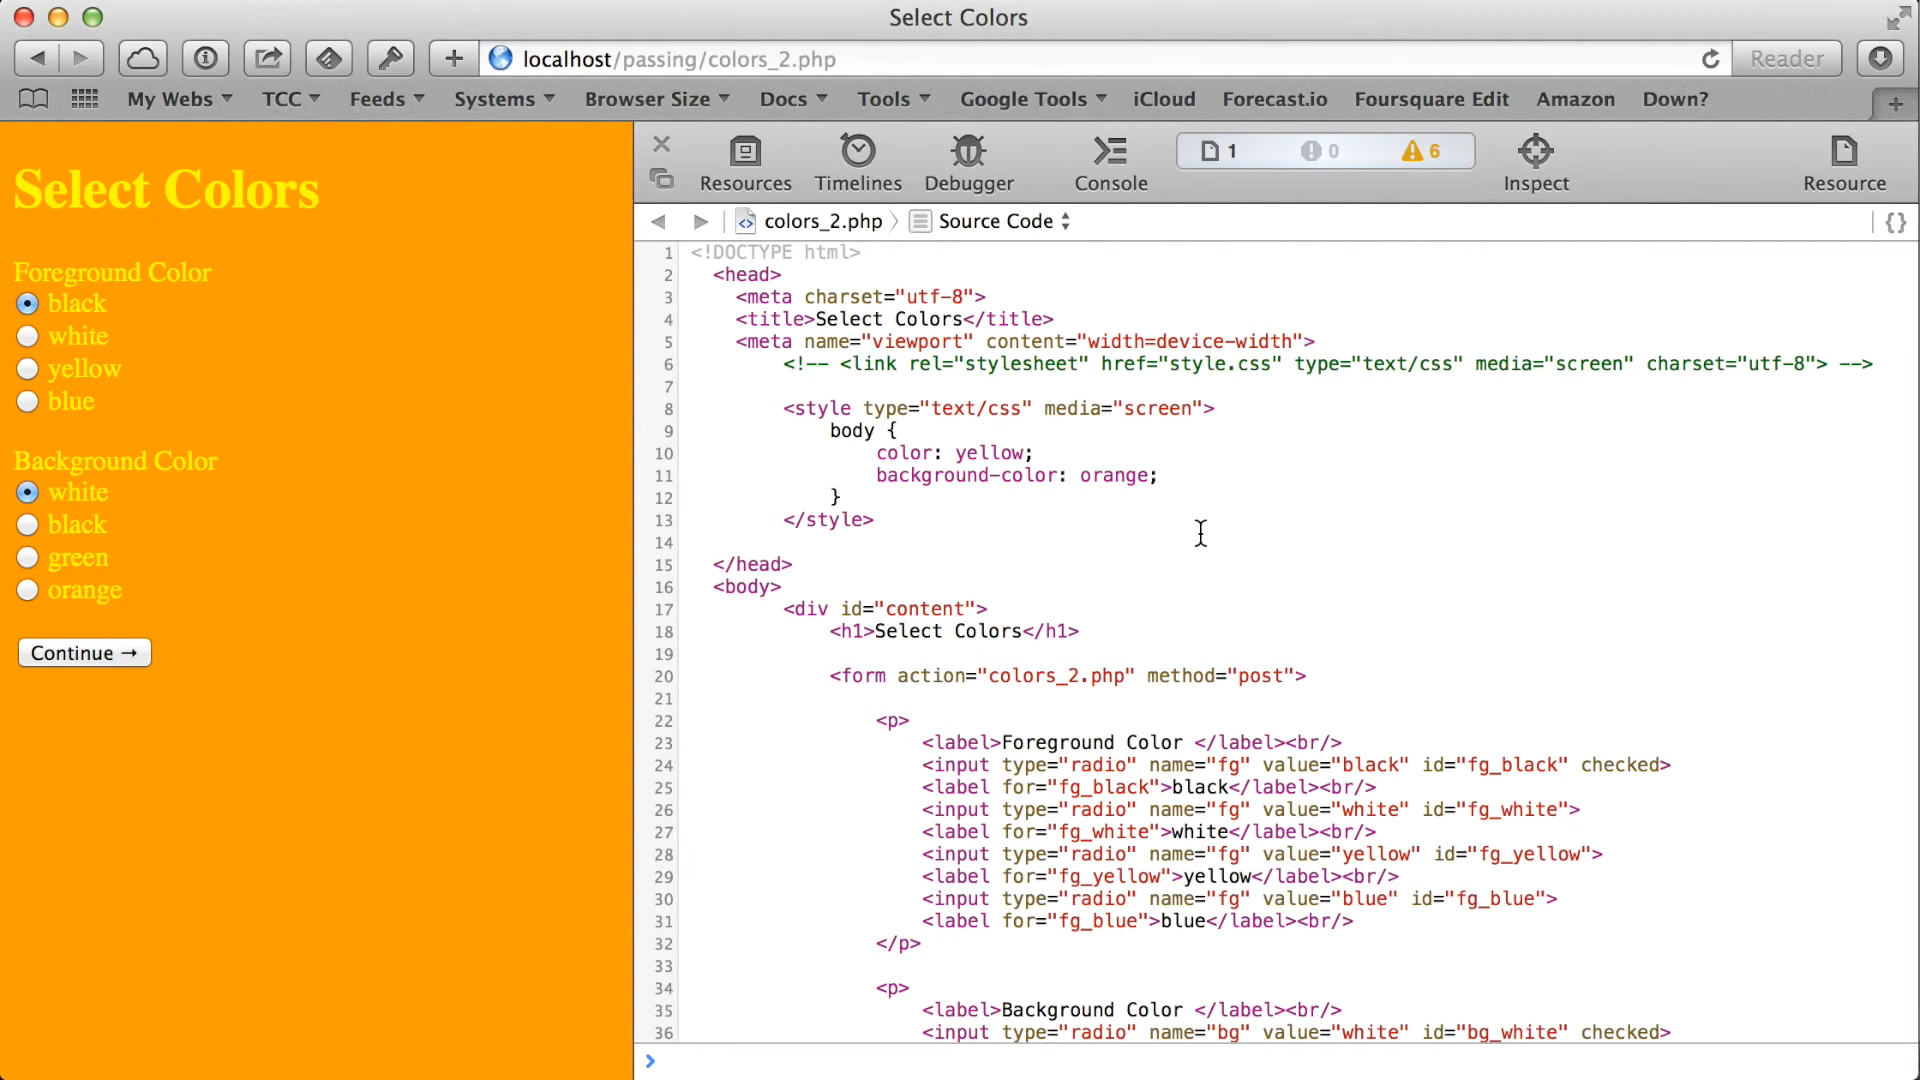 Select Colors
localhost/passing/colors_2.php
Reader
My Webs
TCC
Feeds
Systems
Browser Size
Docs
Tools
Google Tools
iCloud
Forecast.io
Foursquare Edit
Amazon
Down?
Select Colors
Foreground Color
black
white
yellow
blue
Background Color
white
black
green
orange
Continue →
Resources
Timelines
Debugger
Console
1
0
6
Inspect
Resource
colors_2.php
Source Code
{}
1 <!DOCTYPE html>
2 <head>
3 <meta charset="utf-8">
4 <title>Select Colors</title>
5 <meta name="viewport" content="width=device-width">
6 <!-- <link rel="stylesheet" href="style.css" type="text/css" media="screen" charset="utf-8"> -->
7
8 <style type="text/css" media="screen">
9 body {
10 color: yellow;
11 background-color: orange;
12 }
13 </style>
14
15 </head>
16 <body>
17 <div id="content">
18 <h1>Select Colors</h1>
19
20 <form action="colors_2.php" method="post">
21
22 <p>
23 <label>Foreground Color </label><br/>
24 <input type="radio" name="fg" value="black" id="fg_black" checked>
25 <label for="fg_black">black</label><br/>
26 <input type="radio" name="fg" value="white" id="fg_white">
27 <label for="fg_white">white</label><br/>
28 <input type="radio" name="fg" value="yellow" id="fg_yellow">
29 <label for="fg_yellow">yellow</label><br/>
30 <input type="radio" name="fg" value="blue" id="fg_blue">
31 <label for="fg_blue">blue</label><br/>
32 </p>
33
34 <p>
35 <label>Background Color </label><br/>
36 <input type="radio" name="bg" value="white" id="bg_white" checked>